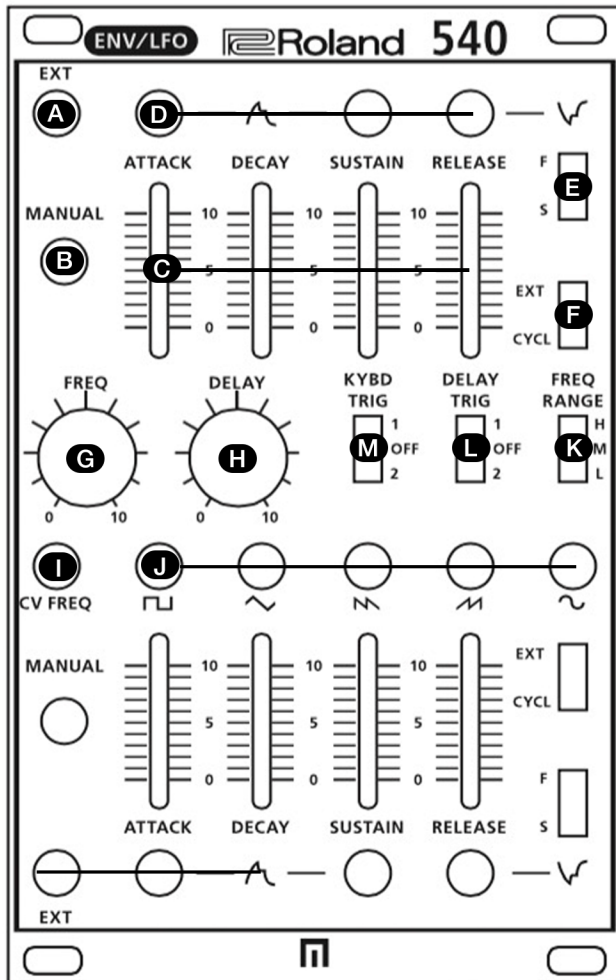 ENV/LFO Roland 540
EXT
A D
ATTACK DECAY SUSTAIN RELEASE F
E
MANUAL 10 10 S
B
C 5 5 5 EXT
F
0 0 0 CYCL
FREQ DELAY KYBD TRIG DELAY TRIG FREQ RANGE
1 1 H
G H M OFF L OFF K M
2 2 L
0 10 0 10
I J
CV FREQ
MANUAL 10 10 10 EXT
CYCL
5 5 5
0 0 0 F
ATTACK DECAY SUSTAIN RELEASE S
EXT